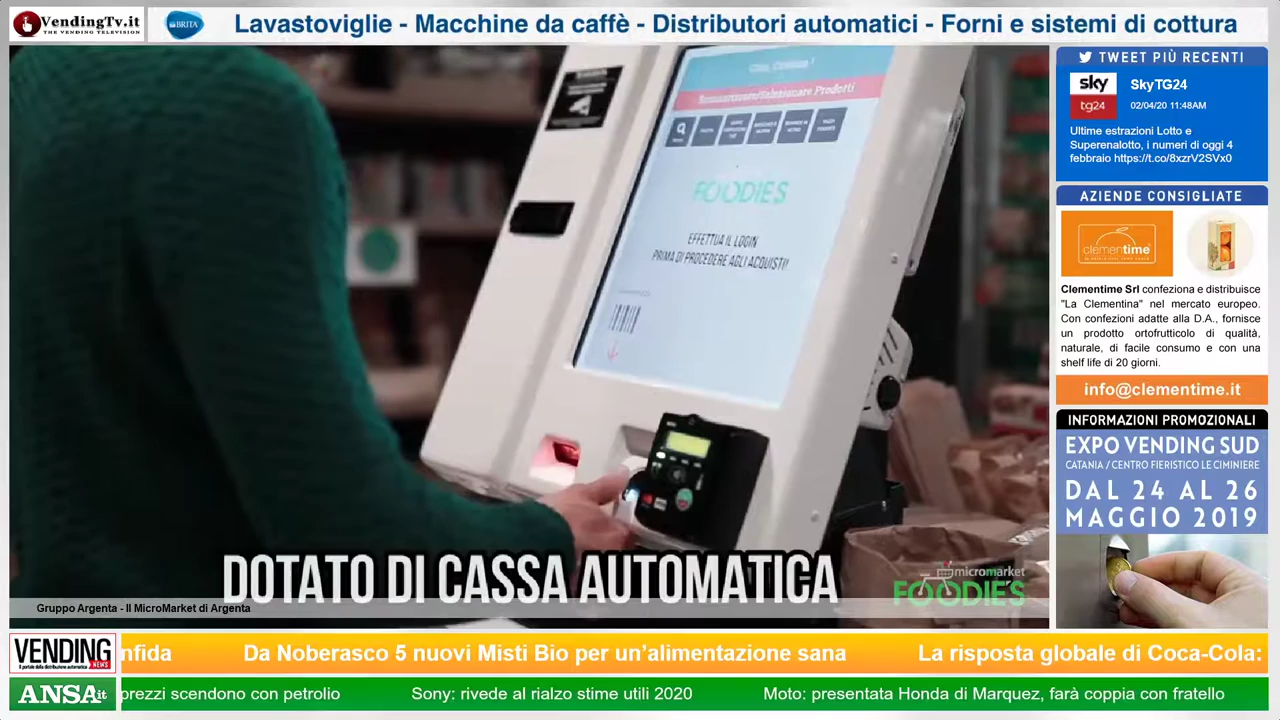 VendingTv.it
THE VENDING TELEVISION
BRITA
Lavastoviglie - Macchine da caffè - Distributori automatici - Forni e sistemi di cottura
Selezionare Prodotti
FOODIES
EFFETTUA IL LOGIN
PRIMA DI PROCEDERE AGLI ACQUISTI!
DOTATO DI CASSA AUTOMATICA
micromarket
FOODIES
Gruppo Argenta - Il MicroMarket di Argenta
TWEET PIÙ RECENTI
sky
tg24
SkyTG24
02/04/20 11:48AM
Ultime estrazioni Lotto e
Superenalotto, i numeri di oggi 4
febbraio https://t.co/8xzrV2SVx0
AZIENDE CONSIGLIATE
clementime
Clementime Srl confeziona e distribuisce
"La Clementina" nel mercato europeo.
Con confezioni adatte alla D.A., fornisce
un prodotto ortofrutticolo di qualità,
naturale, di facile consumo e con una
shelf life di 20 giorni.
info@clementime.it
INFORMAZIONI PROMOZIONALI
EXPO VENDING SUD
CATANIA / CENTRO FIERISTICO LE CIMINIERE
DAL 24 AL 26
MAGGIO 2019
VENDING
NEWS
Il portale della distribuzione automatica
nfida Da Noberasco 5 nuovi Misti Bio per un'alimentazione sana La risposta globale di Coca-Cola:
ANSA.it
prezzi scendono con petrolio Sony: rivede al rialzo stime utili 2020 Moto: presentata Honda di Marquez, farà coppia con fratello